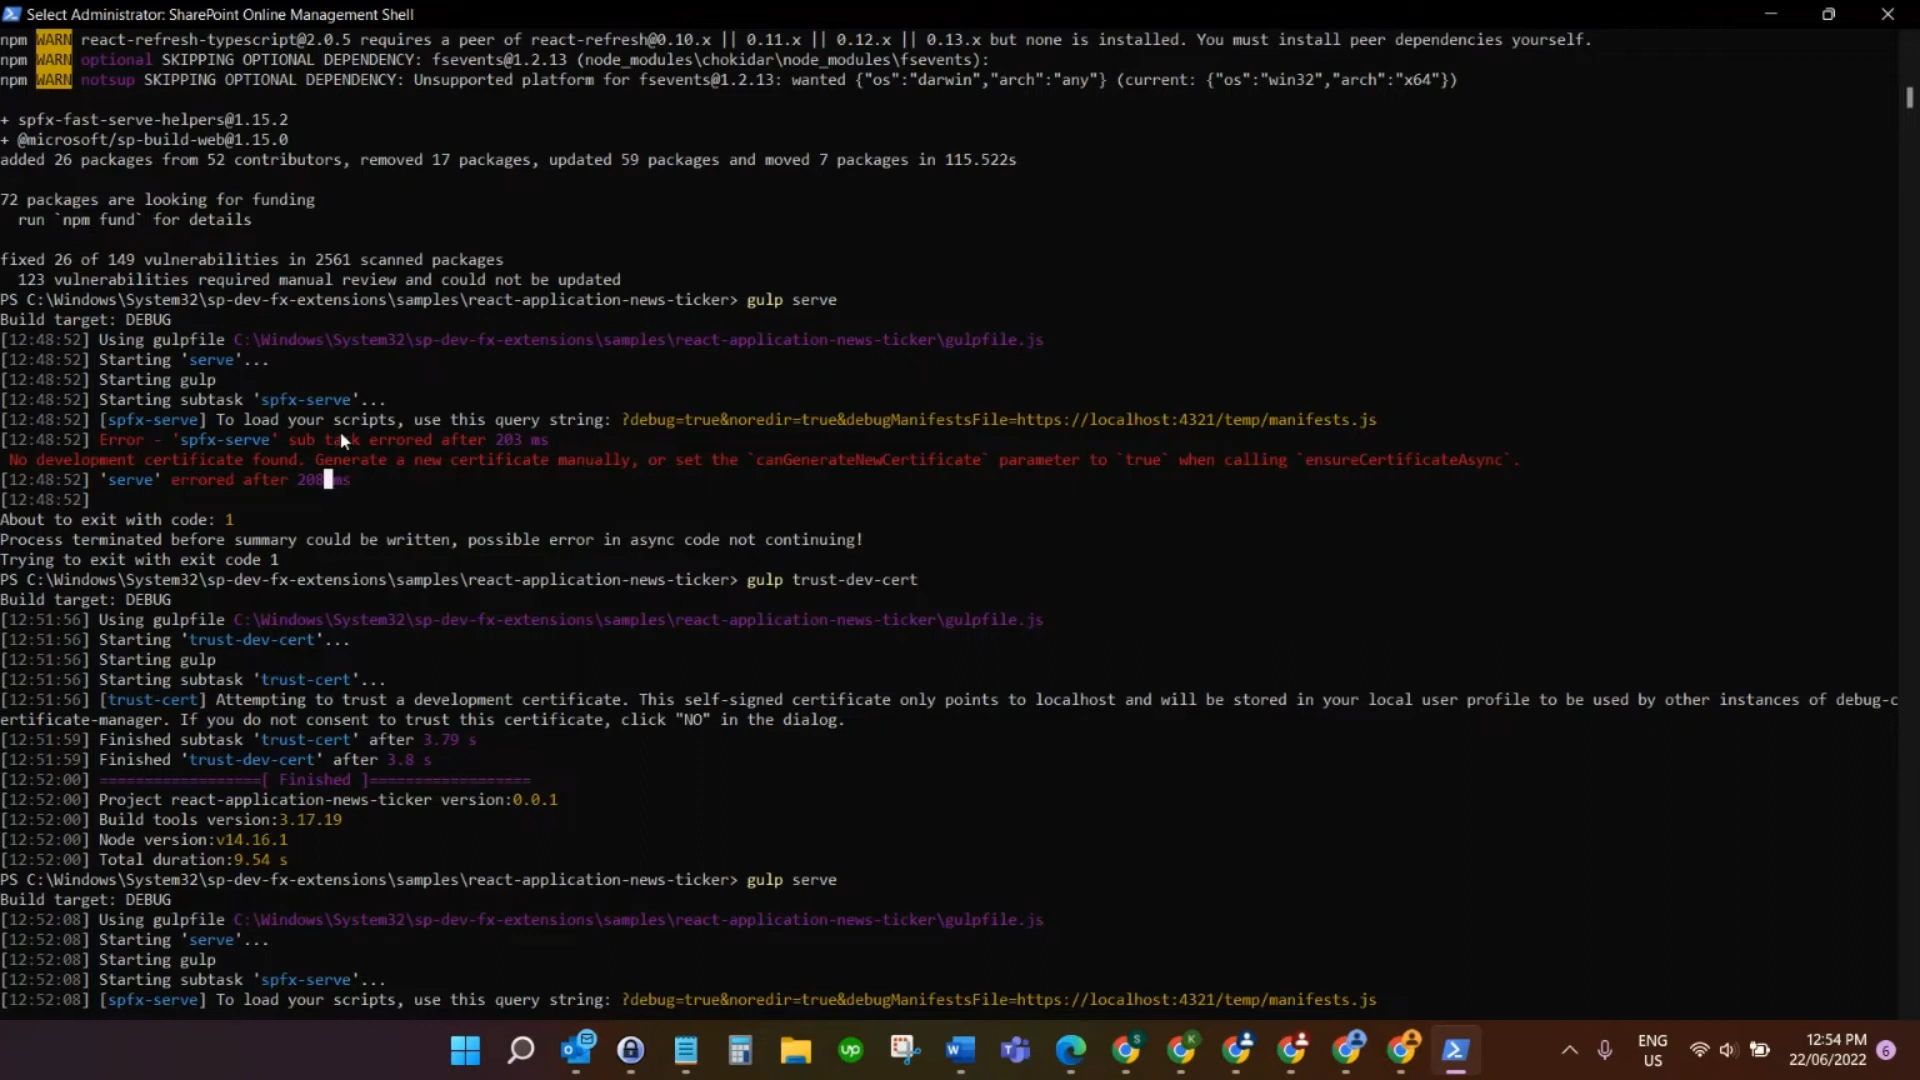 Select Administrator: SharePoint Online Management Shell
npm WARN react-refresh-typescript@2.0.5 requires a peer of react-refresh@0.10.x || 0.11.x || 0.12.x || 0.13.x but none is installed. You must install peer dependencies yourself.
npm WARN optional SKIPPING OPTIONAL DEPENDENCY: fsevents@1.2.13 (node_modules\chokidar\node_modules\fsevents):
npm WARN notsup SKIPPING OPTIONAL DEPENDENCY: Unsupported platform for fsevents@1.2.13: wanted {"os":"darwin","arch":"any"} (current: {"os":"win32","arch":"x64"})
+ spfx-fast-serve-helpers@1.15.2
+ @microsoft/sp-build-web@1.15.0
added 26 packages from 52 contributors, removed 17 packages, updated 59 packages and moved 7 packages in 115.522s
72 packages are looking for funding
run `npm fund` for details
fixed 26 of 149 vulnerabilities in 2561 scanned packages
123 vulnerabilities required manual review and could not be updated
PS C:\Windows\System32\sp-dev-fx-extensions\samples\react-application-news-ticker> gulp serve
Build target: DEBUG
[12:48:52] Using gulpfile C:\Windows\System32\sp-dev-fx-extensions\samples\react-application-news-ticker\gulpfile.js
[12:48:52] Starting 'serve'...
[12:48:52] Starting gulp
[12:48:52] Starting subtask 'spfx-serve'...
[12:48:52] [spfx-serve] To load your scripts, use this query string: ?debug=true&noredir=true&debugManifestsFile=https://localhost:4321/temp/manifests.js
[12:48:52] Error - 'spfx-serve' sub task errored after 203 ms
No development certificate found. Generate a new certificate manually, or set the `canGenerateNewCertificate` parameter to `true` when calling `ensureCertificateAsync`.
[12:48:52] 'serve' errored after 208 ms
[12:48:52]
About to exit with code: 1
Process terminated before summary could be written, possible error in async code not continuing!
Trying to exit with exit code 1
PS C:\Windows\System32\sp-dev-fx-extensions\samples\react-application-news-ticker> gulp trust-dev-cert
Build target: DEBUG
[12:51:56] Using gulpfile C:\Windows\System32\sp-dev-fx-extensions\samples\react-application-news-ticker\gulpfile.js
[12:51:56] Starting 'trust-dev-cert'...
[12:51:56] Starting gulp
[12:51:56] Starting subtask 'trust-cert'...
[12:51:56] [trust-cert] Attempting to trust a development certificate. This self-signed certificate only points to localhost and will be stored in your local user profile to be used by other instances of debug-c
ertificate-manager. If you do not consent to trust this certificate, click "NO" in the dialog.
[12:51:59] Finished subtask 'trust-cert' after 3.79 s
[12:51:59] Finished 'trust-dev-cert' after 3.8 s
[12:52:00] ==================[ Finished ]==================
[12:52:00] Project react-application-news-ticker version:0.0.1
[12:52:00] Build tools version:3.17.19
[12:52:00] Node version:v14.16.1
[12:52:00] Total duration:9.54 s
PS C:\Windows\System32\sp-dev-fx-extensions\samples\react-application-news-ticker> gulp serve
Build target: DEBUG
[12:52:08] Using gulpfile C:\Windows\System32\sp-dev-fx-extensions\samples\react-application-news-ticker\gulpfile.js
[12:52:08] Starting 'serve'...
[12:52:08] Starting gulp
[12:52:08] Starting subtask 'spfx-serve'...
[12:52:08] [spfx-serve] To load your scripts, use this query string: ?debug=true&noredir=true&debugManifestsFile=https://localhost:4321/temp/manifests.js
ENG
US
12:54 PM
22/06/2022
6